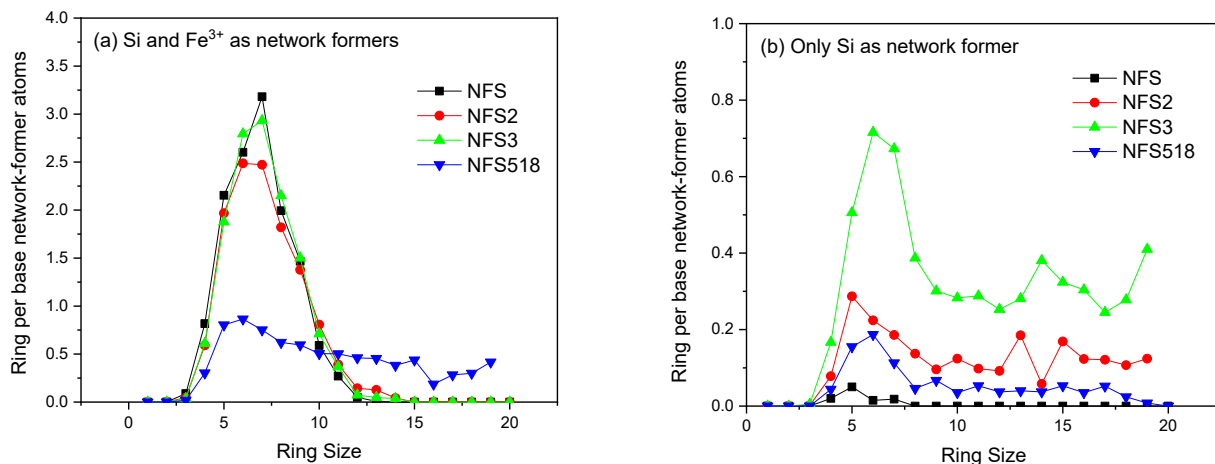 (a) Si and Fe³⁺ as network formers
NFS
NFS2
NFS3
NFS518
4.0
3.5
3.0
2.5
2.0
1.5
1.0
0.5
0.0
0
5
10
15
20
Ring Size
Ring per base network-former atoms
(b) Only Si as network former
NFS
NFS2
NFS3
NFS518
1.0
0.8
0.6
0.4
0.2
0.0
0
5
10
15
20
Ring Size
Ring per base network-former atoms